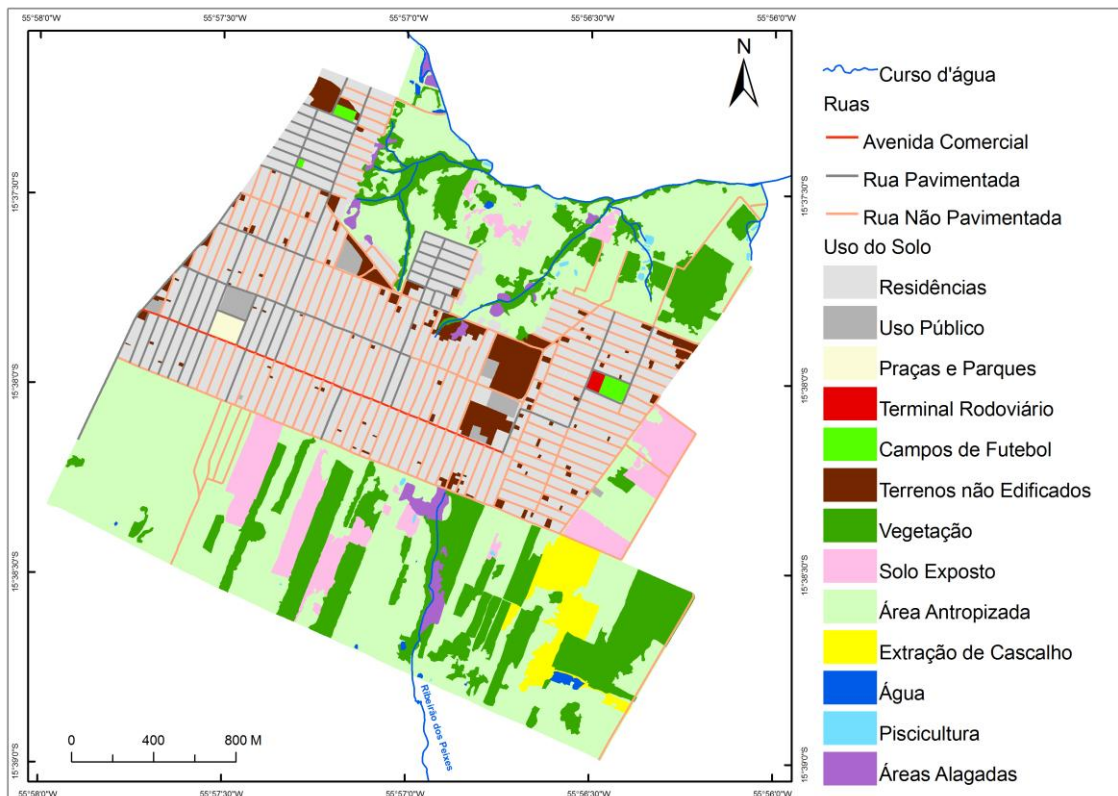 55°58'0"W 55°57'30"W 55°57'0"W 55°56'30"W 55°56'0"W
N
Curso d'água
Ruas
Avenida Comercial
Rua Pavimentada
Rua Não Pavimentada
Uso do Solo
Residências
Uso Público
Praças e Parques
Terminal Rodoviário
Campos de Futebol
Terrenos não Edificados
Vegetação
Solo Exposto
Área Antropizada
Extração de Cascalho
Água
Piscicultura
Áreas Alagadas
15°37'30"S
15°38'0"S
15°38'30"S
15°39'0"S
15°37'30"S
15°38'0"S
15°38'30"S
15°39'0"S
Ribeirão dos Peixes
0 400 800 M
55°58'0"W 55°57'30"W 55°57'0"W 55°56'30"W 55°56'0"W